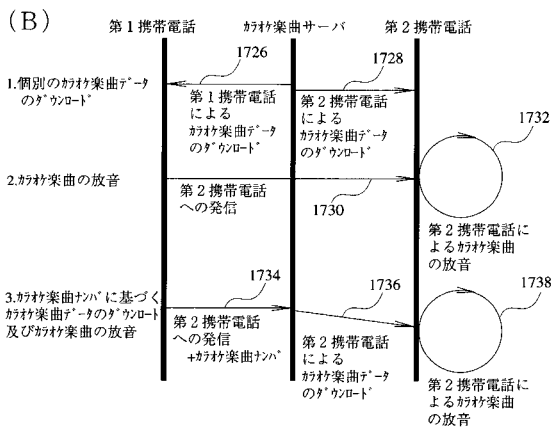 (B)
第1携帯電話
ｶﾗｵｹ楽曲サーバ
第2携帯電話
1726
1728
1.個別のｶﾗｵｹ楽曲ﾃﾞｰﾀ
のﾀﾞｳﾝﾛｰﾄﾞ
第1携帯電話
による
ｶﾗｵｹ楽曲ﾃﾞｰﾀ
のﾀﾞｳﾝﾛｰﾄﾞ
第2携帯電話
による
ｶﾗｵｹ楽曲ﾃﾞｰﾀ
のﾀﾞｳﾝﾛｰﾄﾞ
1732
2.ｶﾗｵｹ楽曲の放音
第2携帯電話
への発信
1730
第2携帯電話に
よるｶﾗｵｹ楽曲
の放音
1734
1736
1738
3.ｶﾗｵｹ楽曲ﾅﾝﾊﾞに基づく
ｶﾗｵｹ楽曲ﾃﾞｰﾀのﾀﾞｳﾝﾛｰﾄﾞ
及びｶﾗｵｹ楽曲の放音
第2携帯電話
への発信
+ｶﾗｵｹ楽曲ﾅﾝﾊﾞ
第2携帯電話
による
ｶﾗｵｹ楽曲ﾃﾞｰﾀ
のﾀﾞｳﾝﾛｰﾄﾞ
第2携帯電話に
よるｶﾗｵｹ楽曲
の放音